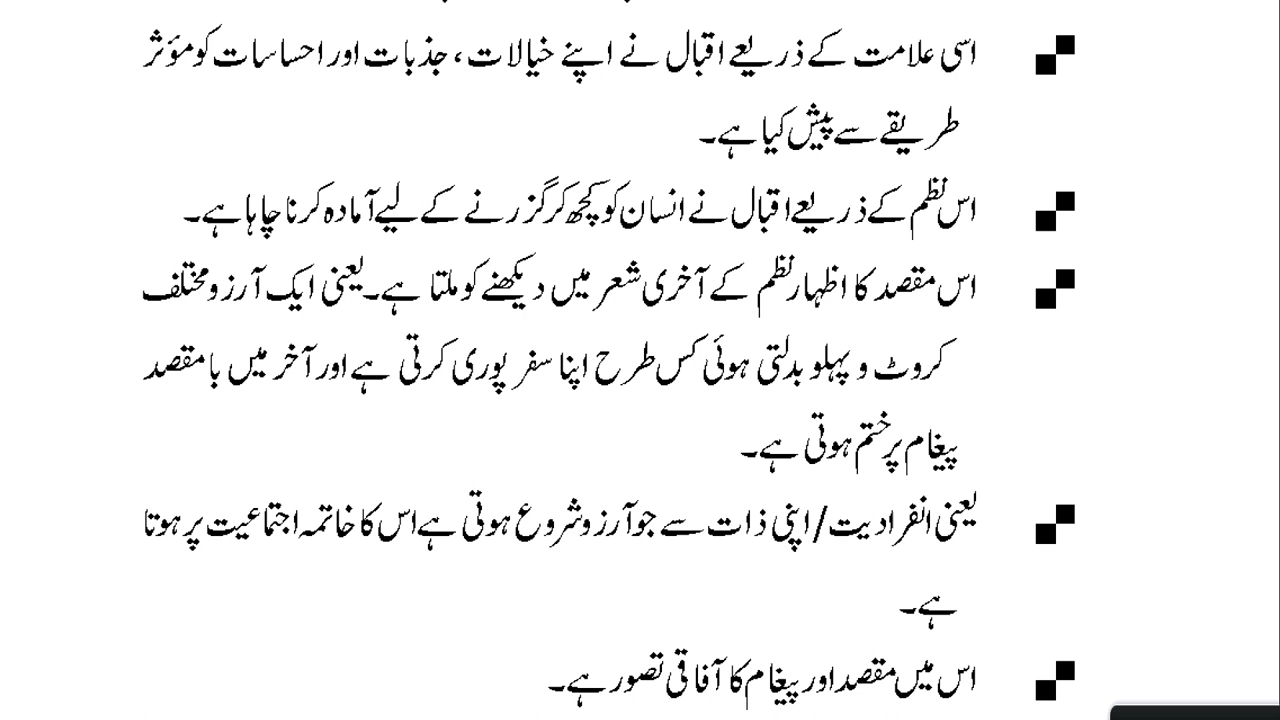 اسی علامت کے ذریعے اقبال نے اپنے خیالات، جذبات اور احساسات کو مؤثر
طریقے سے پیش کیا ہے۔
اس نظم کے ذریعے اقبال نے انسان کو کچھ کر گزرنے کے لیے آمادہ کرنا چاہا ہے۔
اس مقصد کا اظہار نظم کے آخری شعر میں دیکھنے کو ملتا ہے۔ یعنی ایک آرزو مختلف
کروٹ و پہلو بدلتی ہوئی کس طرح اپنا سفر پوری کرتی ہے اور آخر میں بامقصد
پیغام پر ختم ہوتی ہے۔
یعنی انفرادیت/اپنی ذات سے جو آرزو شروع ہوتی ہے اس کا خاتمہ اجتماعیت پر ہوتا
ہے۔
اس میں مقصد اور پیغام کا آفاقی تصور ہے۔